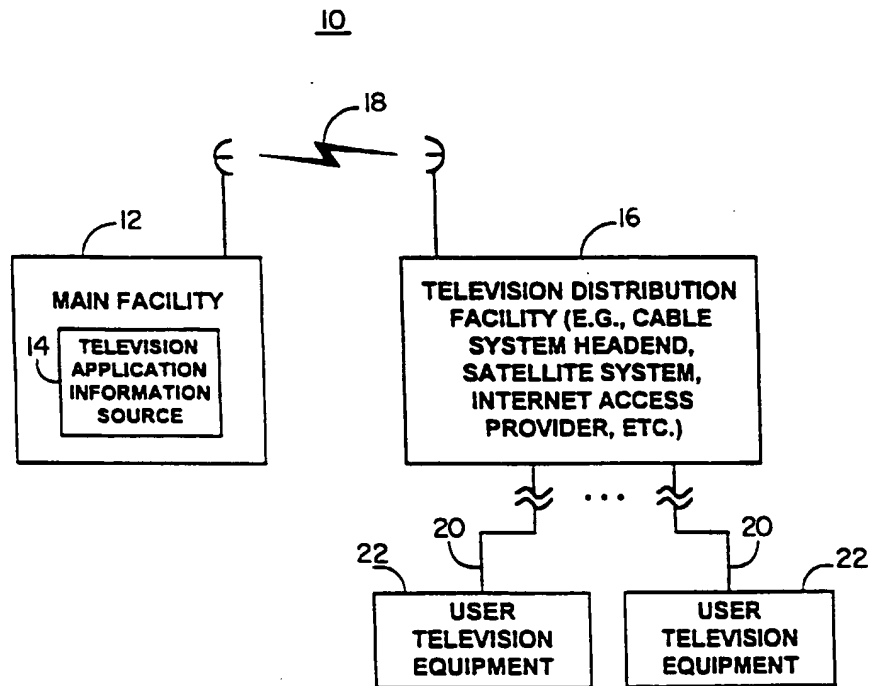 10
18
12
16
MAIN FACILITY
14
TELEVISION
APPLICATION
INFORMATION
SOURCE
TELEVISION DISTRIBUTION
FACILITY (E.G., CABLE
SYSTEM HEADEND,
SATELLITE SYSTEM,
INTERNET ACCESS
PROVIDER, ETC.)
...
20
20
22
22
USER
TELEVISION
EQUIPMENT
USER
TELEVISION
EQUIPMENT